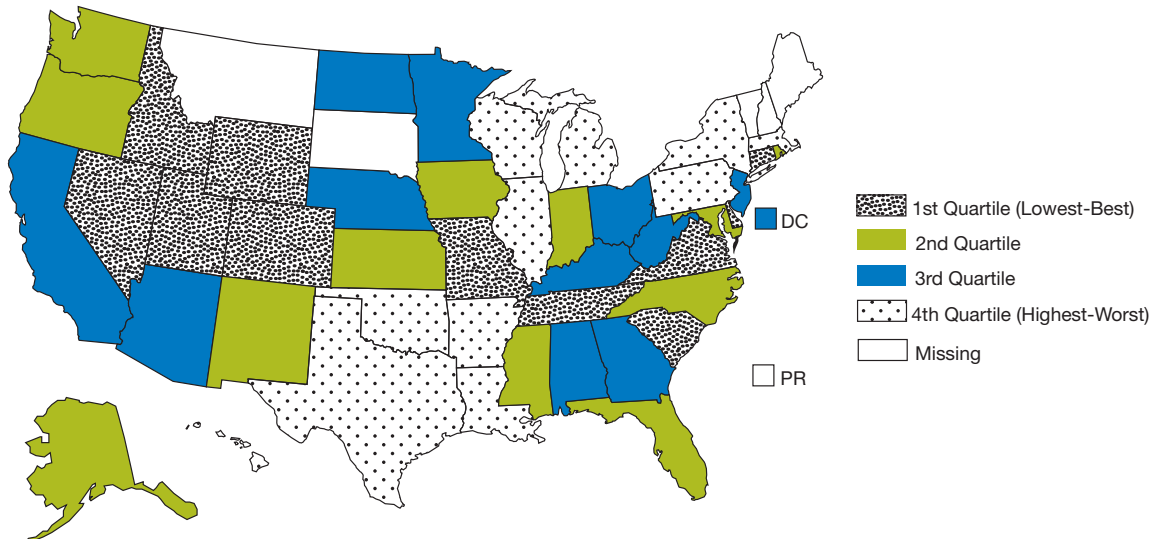 1st Quartile (Lowest-Best)
DC
2nd Quartile
3rd Quartile
4th Quartile (Highest-Worst)
Missing
PR